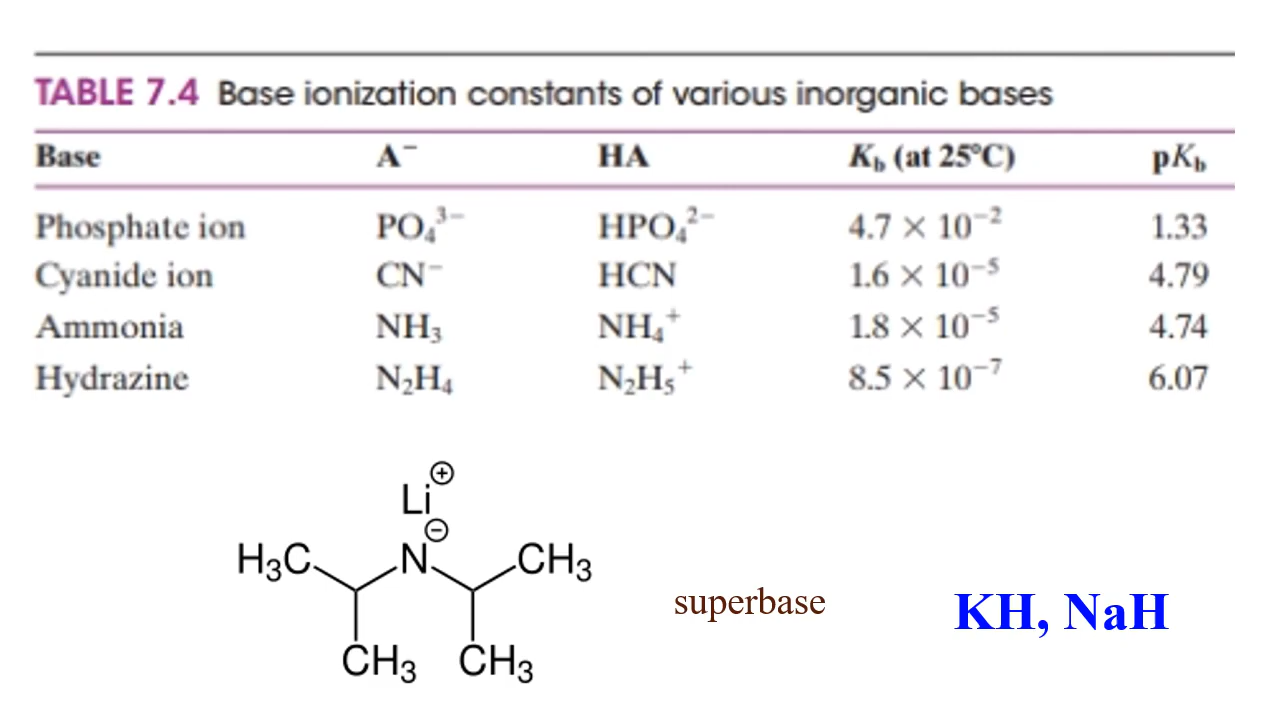 TABLE 7.4 Base ionization constants of various inorganic bases
Base A⁻ HA K_b (at 25°C) pK_b
Phosphate ion PO₄³⁻ HPO₄²⁻ 4.7 × 10⁻² 1.33
Cyanide ion CN⁻ HCN 1.6 × 10⁻⁵ 4.79
Ammonia NH₃ NH₄⁺ 1.8 × 10⁻⁵ 4.74
Hydrazine N₂H₄ N₂H₅⁺ 8.5 × 10⁻⁷ 6.07
Li⊕
⊖
H₃C N CH₃
superbase KH, NaH
CH₃ CH₃